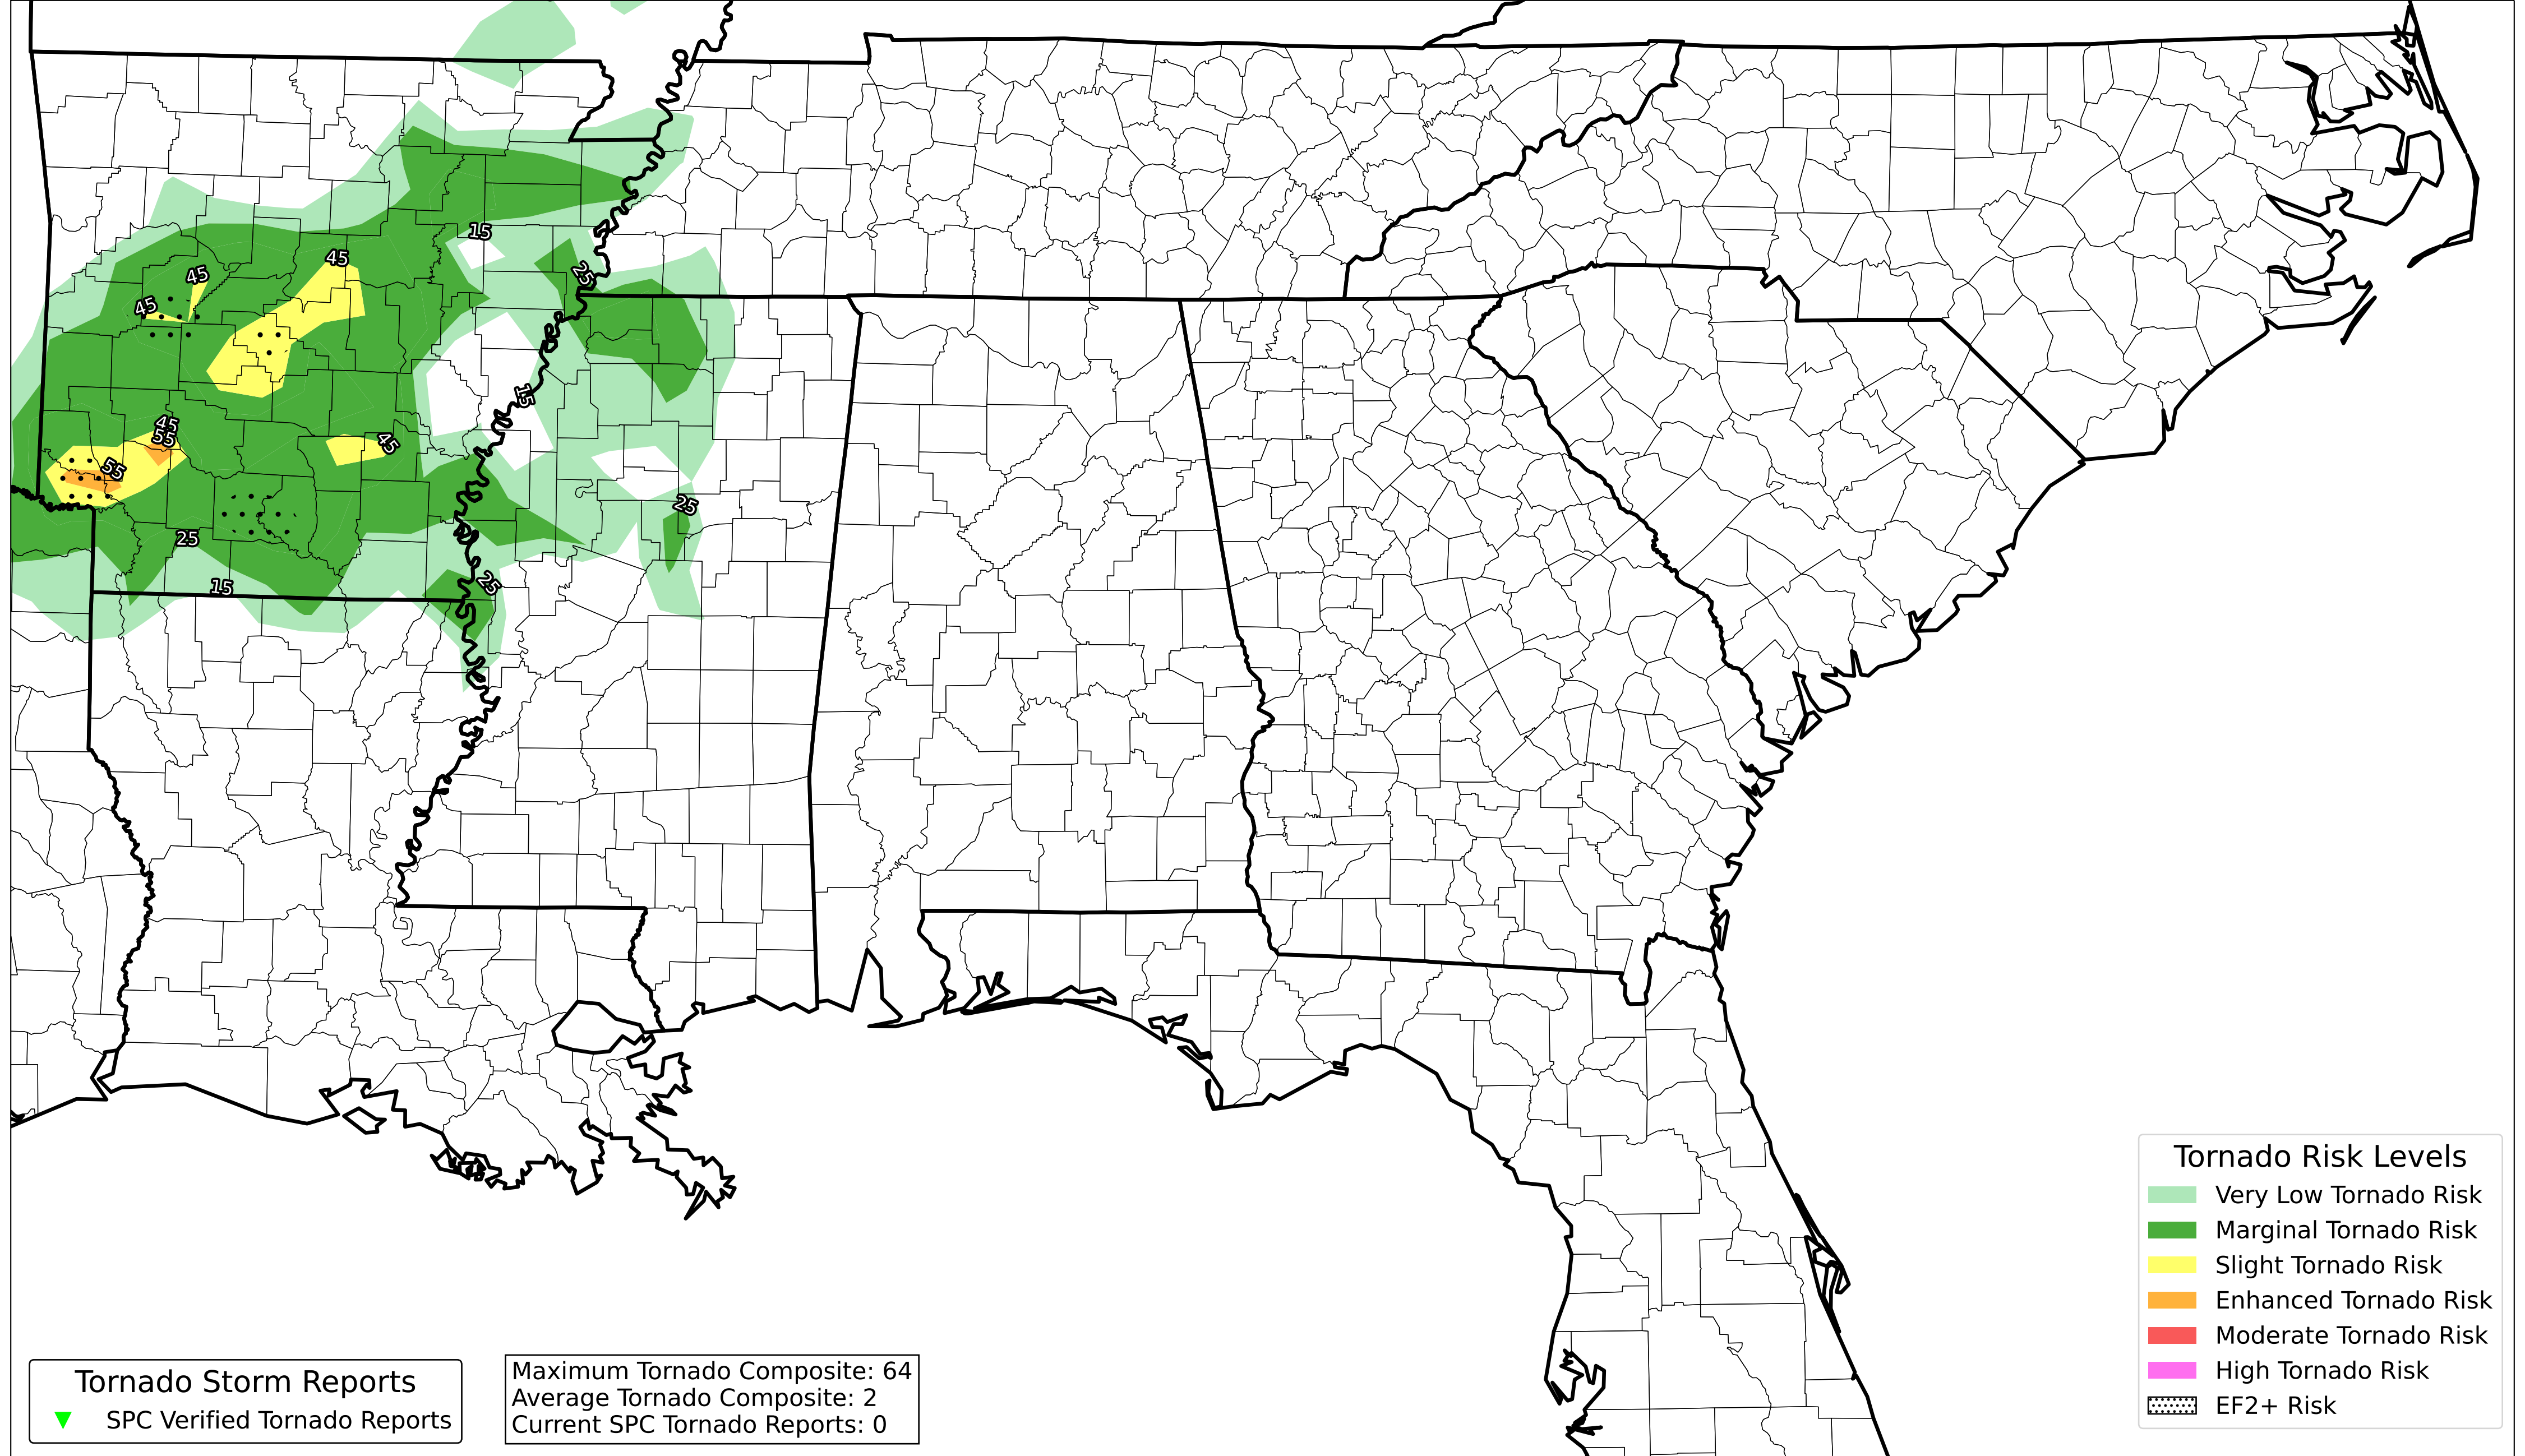 15
45
45
25
45
15
45
55
45
55
25
25
15
25
Tornado Risk Levels
Very Low Tornado Risk
Marginal Tornado Risk
Slight Tornado Risk
Enhanced Tornado Risk
Moderate Tornado Risk
High Tornado Risk
EF2+ Risk
Tornado Storm Reports
SPC Verified Tornado Reports
Maximum Tornado Composite: 64
Average Tornado Composite: 2
Current SPC Tornado Reports: 0